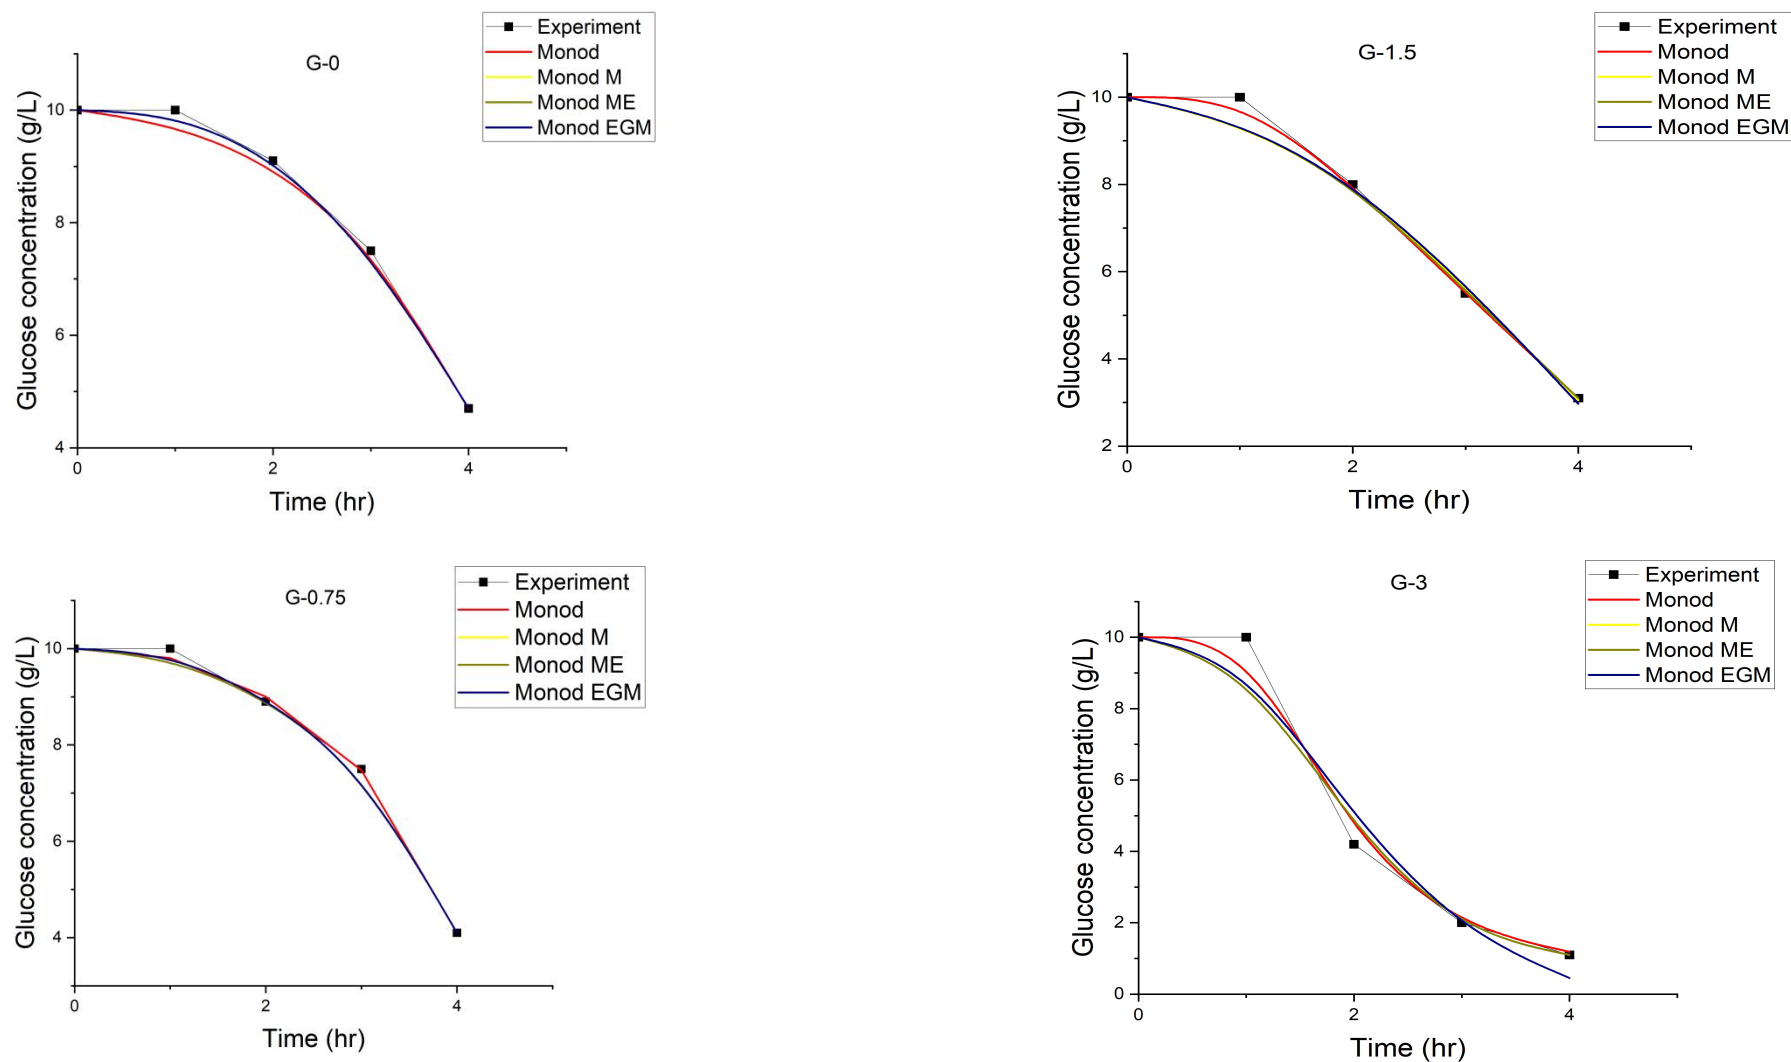 G-0
Experiment
Monod
Monod M
Monod ME
Monod EGM
10
8
6
4
0
2
4
Glucose concentration (g/L)
Time (hr)
G-1.5
Experiment
Monod
Monod M
Monod ME
Monod EGM
10
8
6
4
2
0
2
4
Glucose concentration (g/L)
Time (hr)
G-0.75
Experiment
Monod
Monod M
Monod ME
Monod EGM
10
8
6
4
0
2
4
Glucose concentration (g/L)
Time (hr)
G-3
Experiment
Monod
Monod M
Monod ME
Monod EGM
10
8
6
4
2
0
0
2
4
Glucose concentration (g/L)
Time (hr)